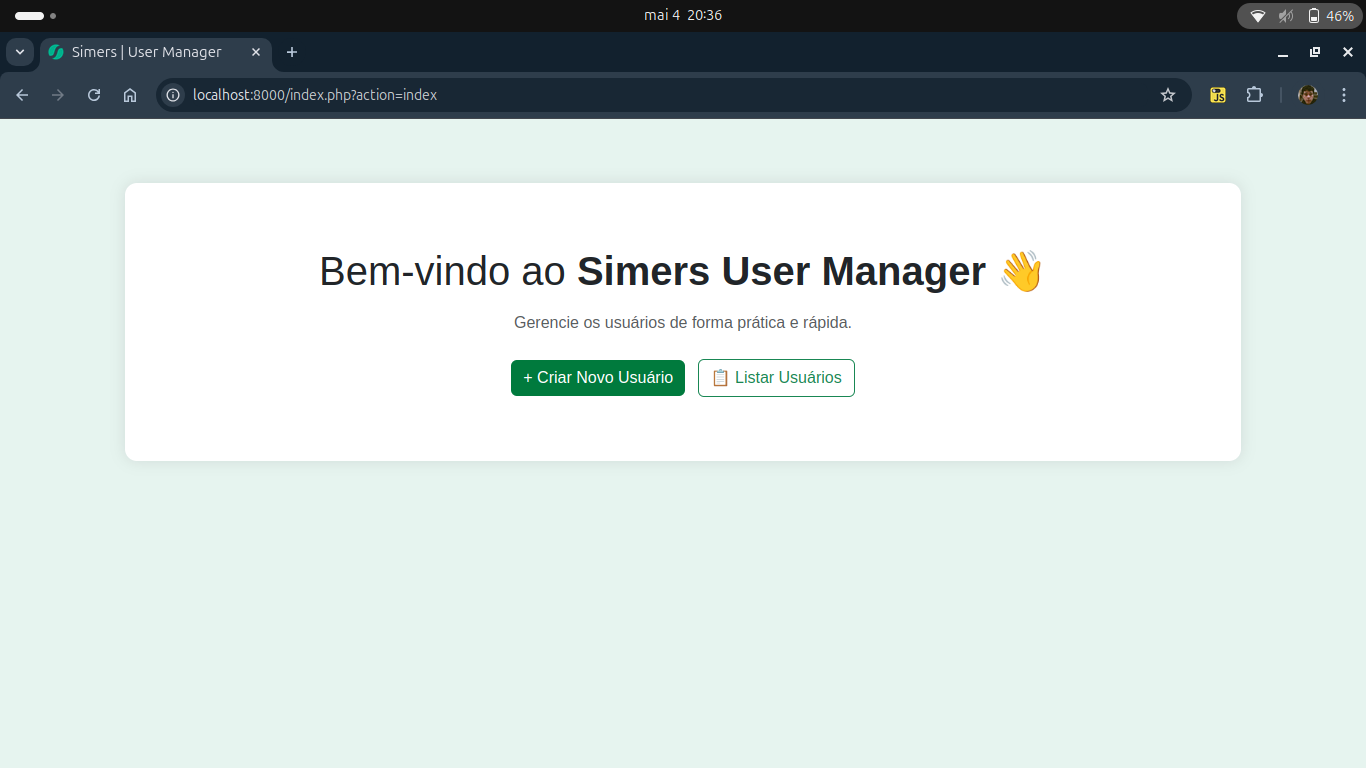 mai 4 20:36
46%
Simers | User Manager
localhost:8000/index.php?action=index
JS
Bem-vindo ao Simers User Manager 👋
Gerencie os usuários de forma prática e rápida.
+ Criar Novo Usuário
📋 Listar Usuários